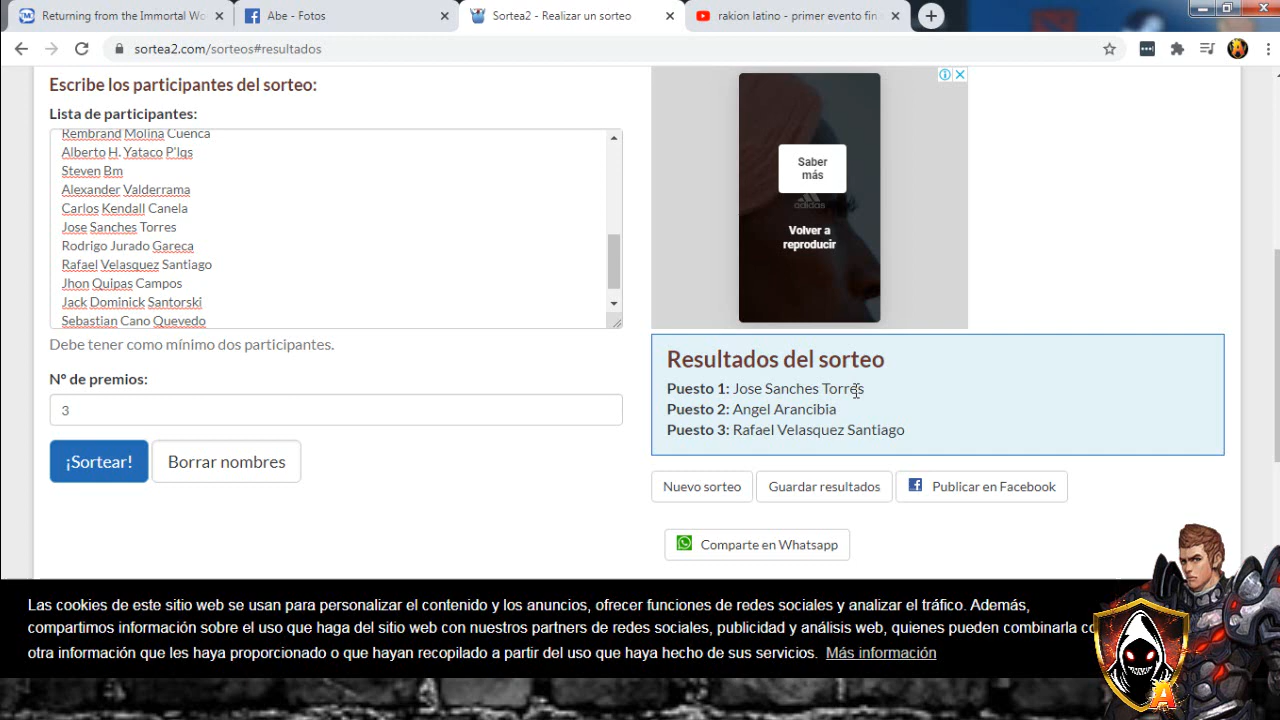 Returning from the Immortal Wo
Abe - Fotos
Sortea2 - Realizar un sorteo
rakion latino - primer evento fin
sortea2.com/sorteos#resultados
Escribe los participantes del sorteo:
Lista de participantes:
Rembrand Molina Cuenca
Alberto H. Yataco P'lqs
Steven Bm
Alexander Valderrama
Carlos Kendall Canela
Jose Sanches Torres
Rodrigo Jurado Gareca
Rafael Velasquez Santiago
Jhon Quipas Campos
Jack Dominick Santorski
Sebastian Cano Quevedo
Debe tener como mínimo dos participantes.
Nº de premios:
3
¡Sortear!
Borrar nombres
Saber
más
adidas
Volver a
reproducir
Resultados del sorteo
Puesto 1: Jose Sanches Torres
Puesto 2: Angel Arancibia
Puesto 3: Rafael Velasquez Santiago
Nuevo sorteo
Guardar resultados
Publicar en Facebook
Comparte en Whatsapp
Las cookies de este sitio web se usan para personalizar el contenido y los anuncios, ofrecer funciones de redes sociales y analizar el tráfico. Además,
compartimos información sobre el uso que haga del sitio web con nuestros partners de redes sociales, publicidad y análisis web, quienes pueden combinarla co
otra información que les haya proporcionado o que hayan recopilado a partir del uso que haya hecho de sus servicios. Más información
A